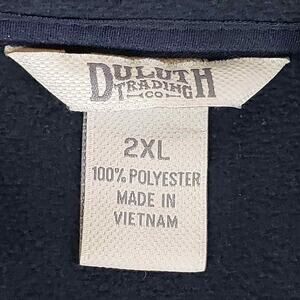 DULUTH
TRADING
CO
2XL
100% POLYESTER
MADE IN
VIETNAM